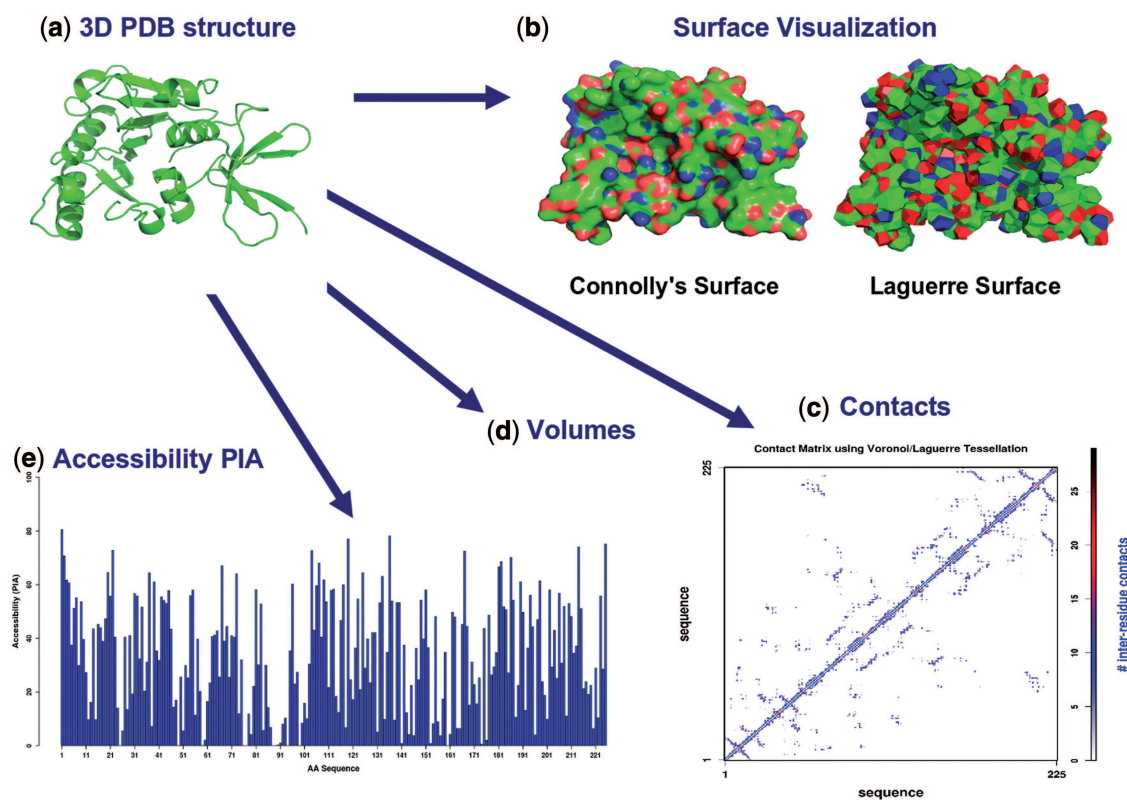 (a) 3D PDB structure
(b) Surface Visualization
Connolly's Surface
Laguerre Surface
(c) Contacts
(d) Volumes
(e) Accessibility PIA
Contact Matrix using Voronoi/Laguerre Tessellation
225
sequence
1
1
225
sequence
0
5
10
15
20
25
# inter-residue contacts
100
80
60
40
20
0
Accessibility (PIA)
1 11 21 31 41 51 61 71 81 91 101 111 121 131 141 151 161 171 181 191 201 211 221
AA Sequence